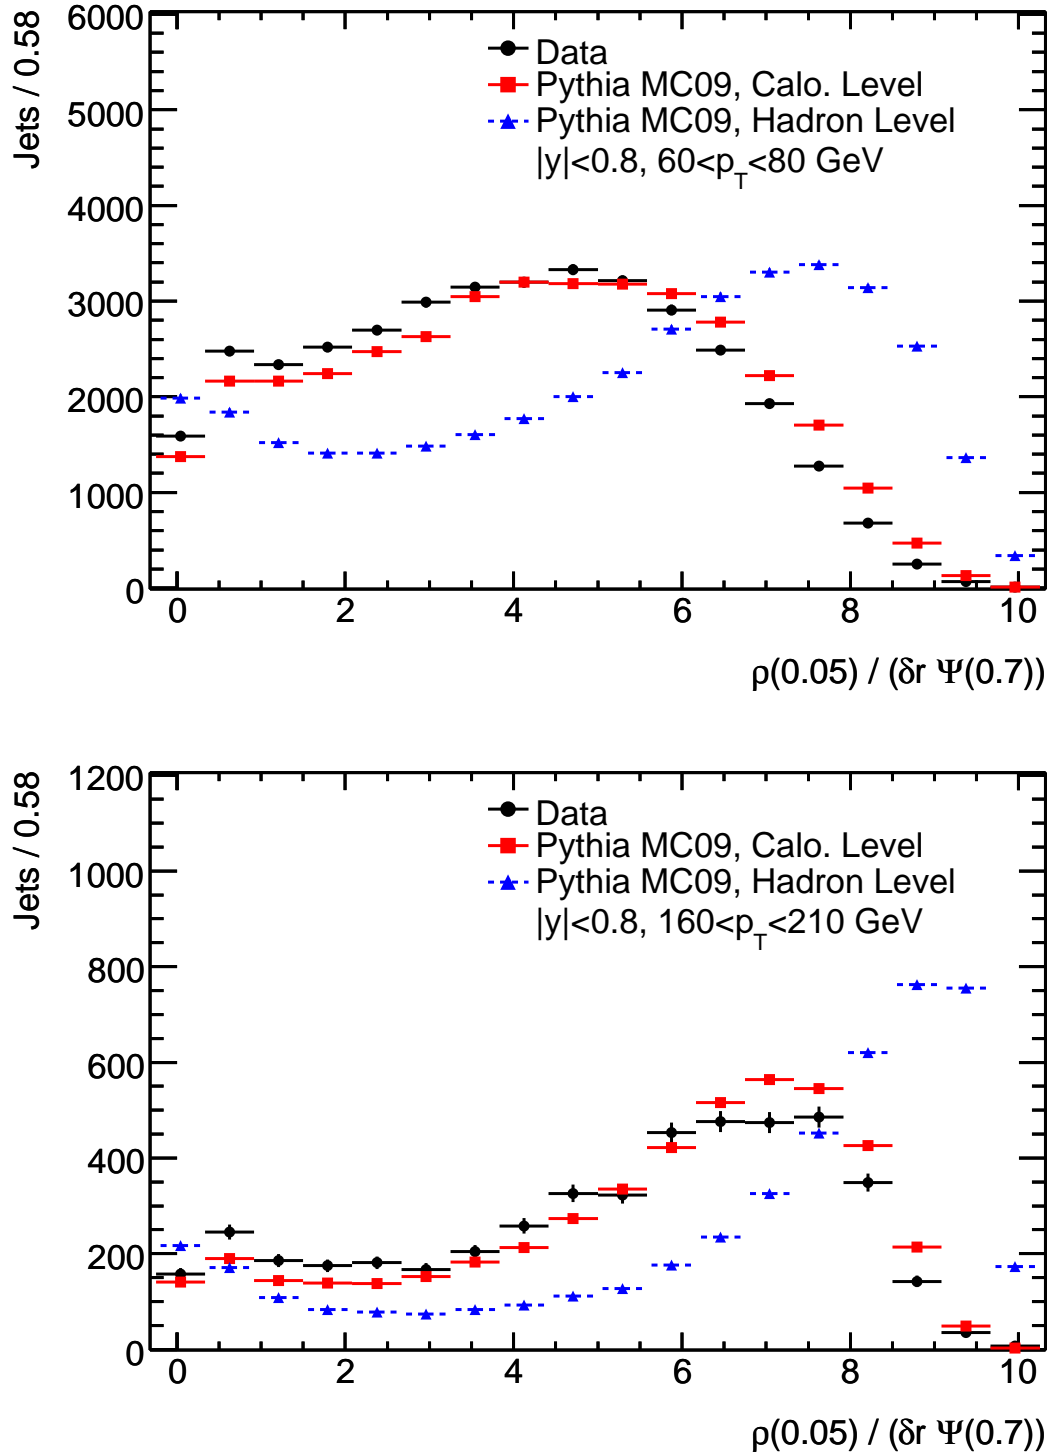 Jets / 0.58
6000
5000
4000
3000
2000
1000
0
Data
Pythia MC09, Calo. Level
Pythia MC09, Hadron Level
|y|<0.8, 60<p_T<80 GeV
0 2 4 6 8 10
ρ(0.05) / (δr Ψ(0.7))
Jets / 0.58
1200
1000
800
600
400
200
0
Data
Pythia MC09, Calo. Level
Pythia MC09, Hadron Level
|y|<0.8, 160<p_T<210 GeV
0 2 4 6 8 10
ρ(0.05) / (δr Ψ(0.7))